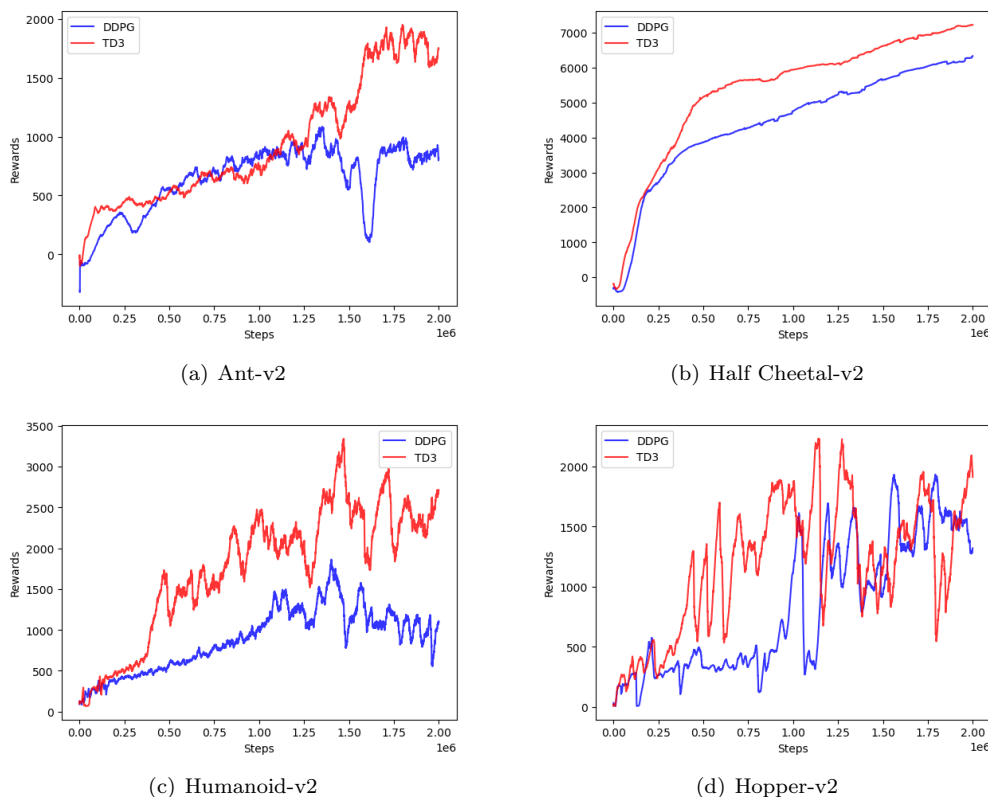 DDPG
TD3
2000
1500
1000
500
0
Rewards
0.00 0.25 0.50 0.75 1.00 1.25 1.50 1.75 2.00
1e6
Steps
(a) Ant-v2
DDPG
TD3
7000
6000
5000
4000
3000
2000
1000
0
Rewards
0.00 0.25 0.50 0.75 1.00 1.25 1.50 1.75 2.00
1e6
Steps
(b) Half Cheetal-v2
DDPG
TD3
3500
3000
2500
2000
1500
1000
500
0
Rewards
0.00 0.25 0.50 0.75 1.00 1.25 1.50 1.75 2.00
1e6
Steps
(c) Humanoid-v2
DDPG
TD3
2000
1500
1000
500
0
Rewards
0.00 0.25 0.50 0.75 1.00 1.25 1.50 1.75 2.00
1e6
Steps
(d) Hopper-v2